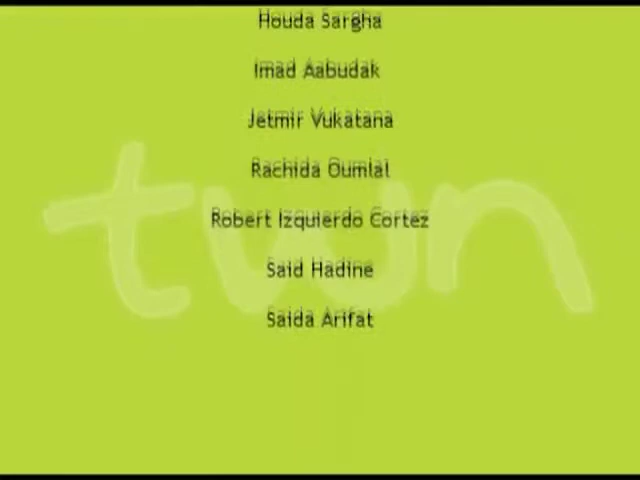 Houda Sargha
Imad Aabudak
Jetmir Vukatana
Rachida Oumlal
Robert Izquierdo Cortez
Said Hadine
Saida Arifat
twn